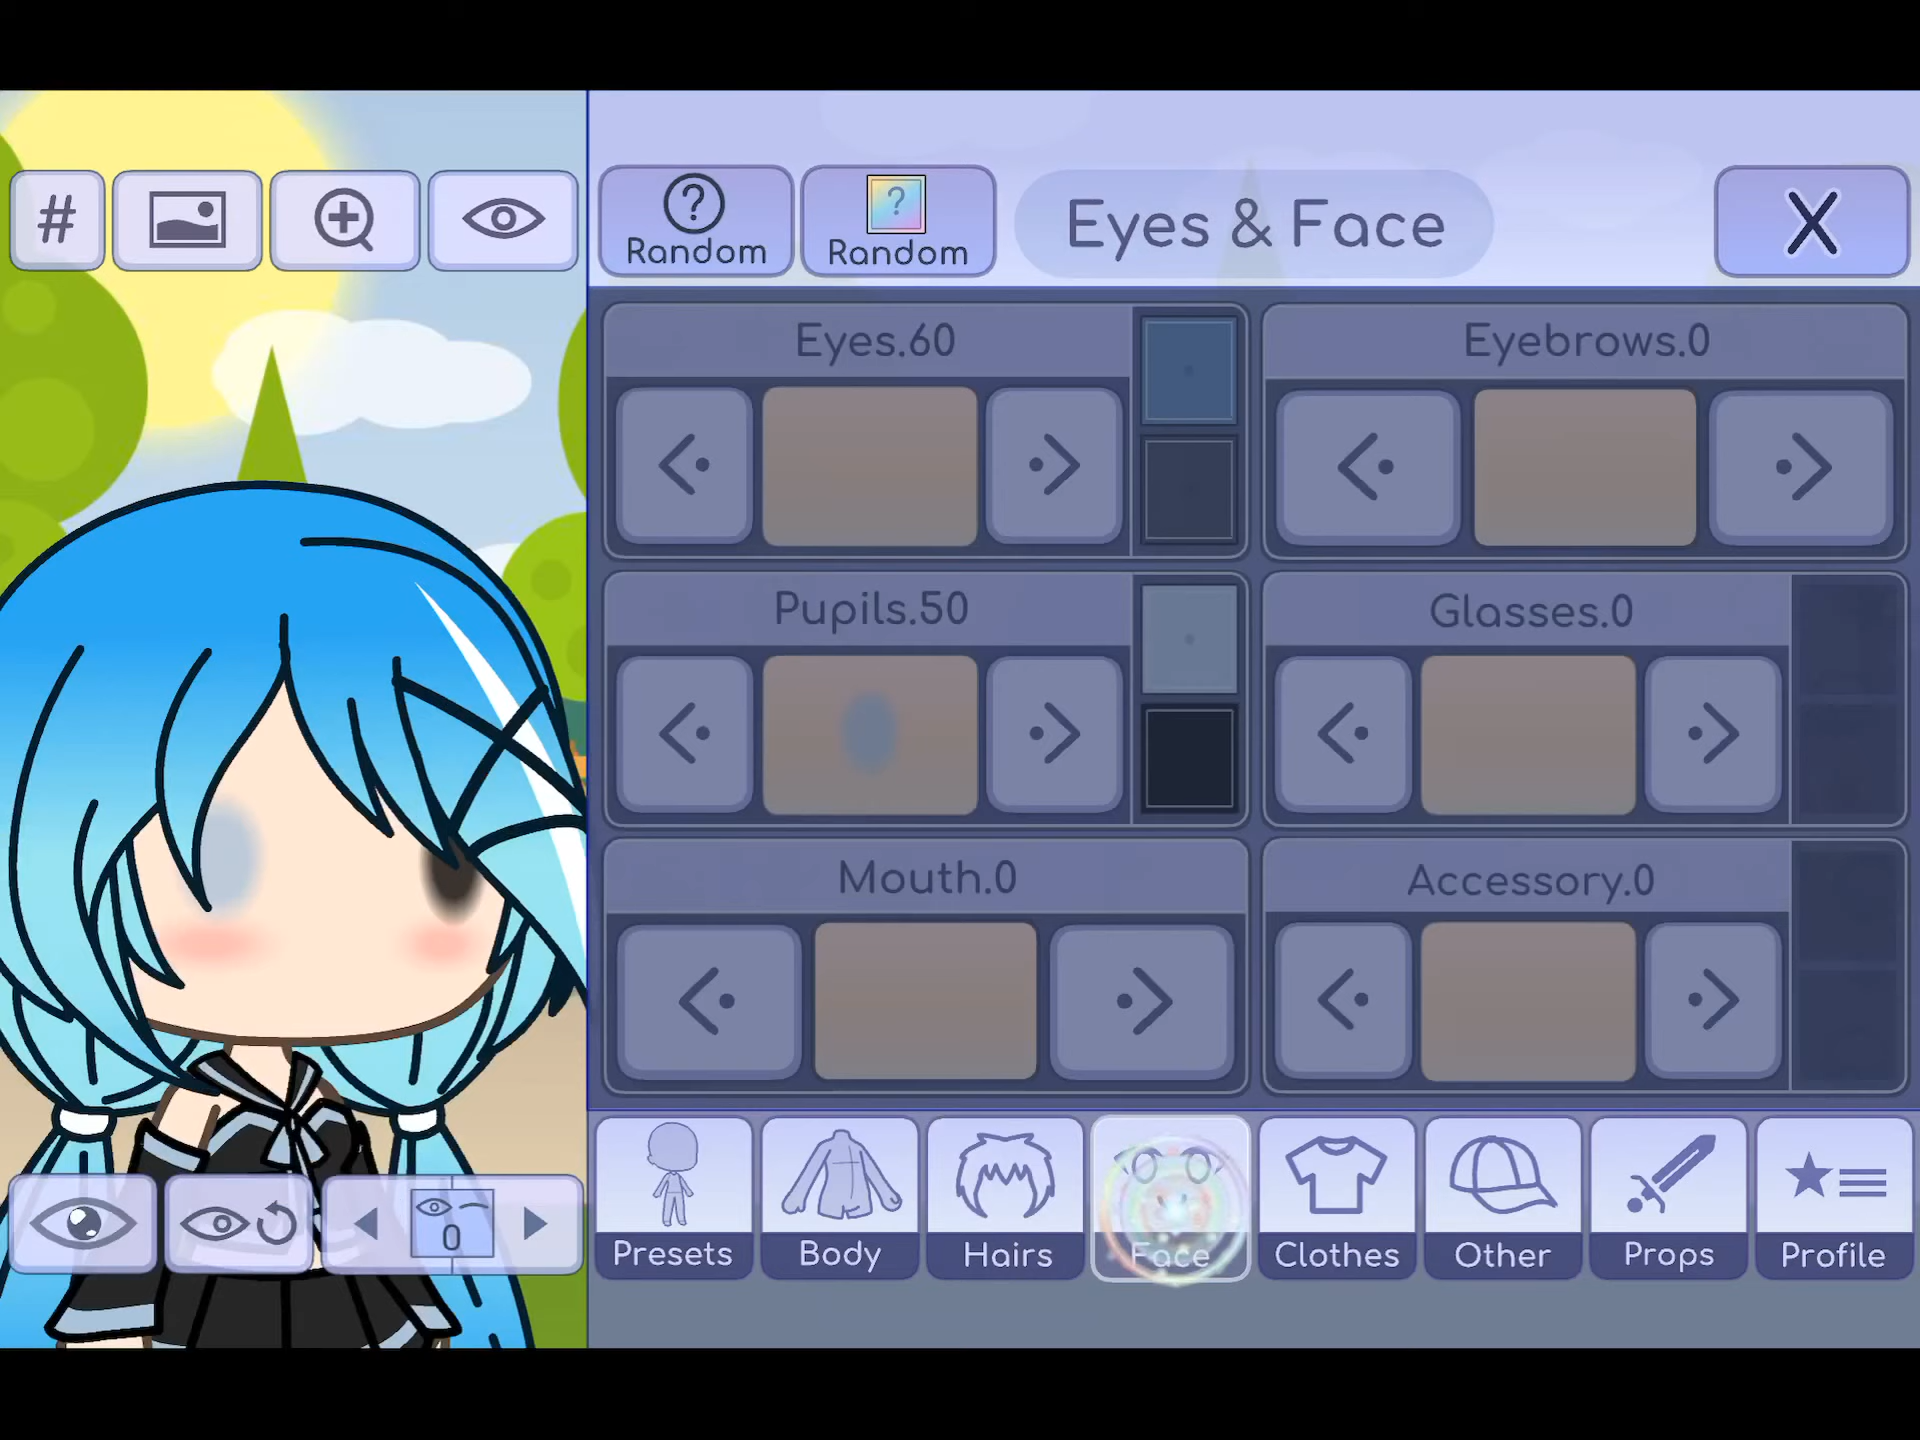 #
? Random
? Random
Eyes & Face
X
Eyes.60
Eyebrows.0
Pupils.50
Glasses.0
Mouth.0
Accessory.0
0
Presets
Body
Hairs
Face
Clothes
Other
Props
Profile